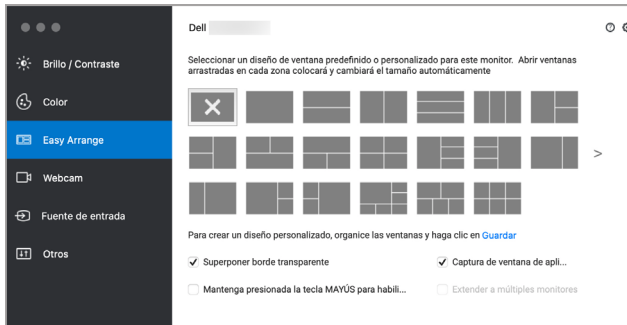 Dell
Brillo / Contraste
Color
Easy Arrange
Webcam
Fuente de entrada
Otros
Seleccionar un diseño de ventana predefinido o personalizado para este monitor. Abrir ventanas
arrastradas en cada zona colocará y cambiará el tamaño automáticamente
Para crear un diseño personalizado, organice las ventanas y haga clic en Guardar
Superponer borde transparente
Captura de ventana de apli...
Mantenga presionada la tecla MAYÚS para habili...
Extender a múltiples monitores